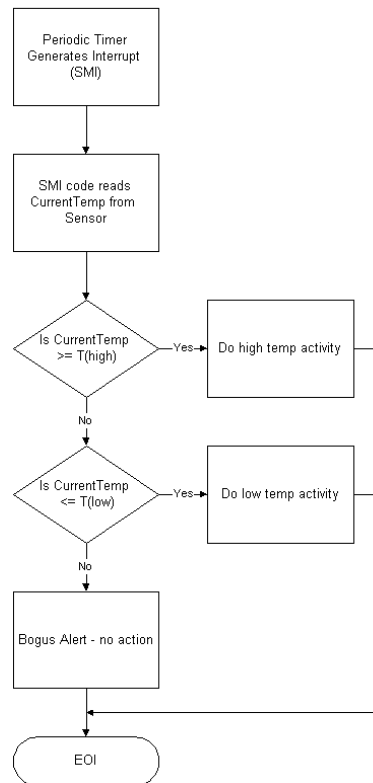 Periodic Timer
Generates Interrupt
(SMI)
SMI code reads
CurrentTemp from
Sensor
Is CurrentTemp
>= T(high)
Yes
Do high temp activity
No
Is CurrentTemp
<= T(low)
Yes
Do low temp activity
No
Bogus Alert - no action
EOI